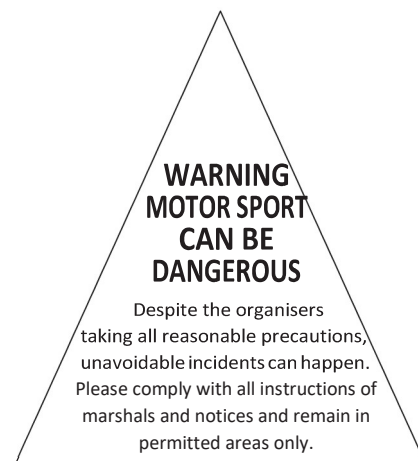 WARNING
MOTOR SPORT
CAN BE
DANGEROUS
Despite the organisers
taking all reasonable precautions,
unavoidable incidents can happen.
Please comply with all instructions of
marshals and notices and remain in
permitted areas only.